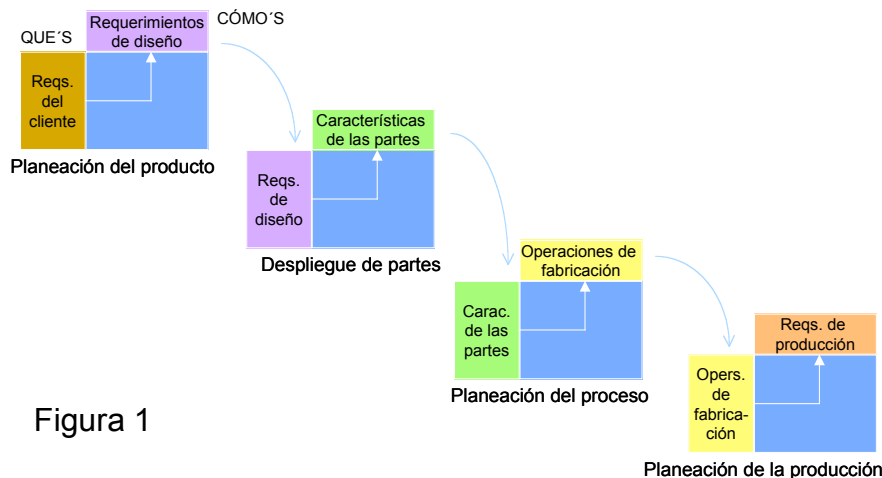 QUE´S
Requerimientos
de diseño
CÓMO´S
Reqs.
del
cliente
Planeación del producto
Características
de las partes
Reqs.
de
diseño
Despliegue de partes
Operaciones de
fabricación
Carac.
de las
partes
Planeación del proceso
Reqs. de
producción
Opers.
de
fabrica-
ción
Planeación de la producción
Figura 1